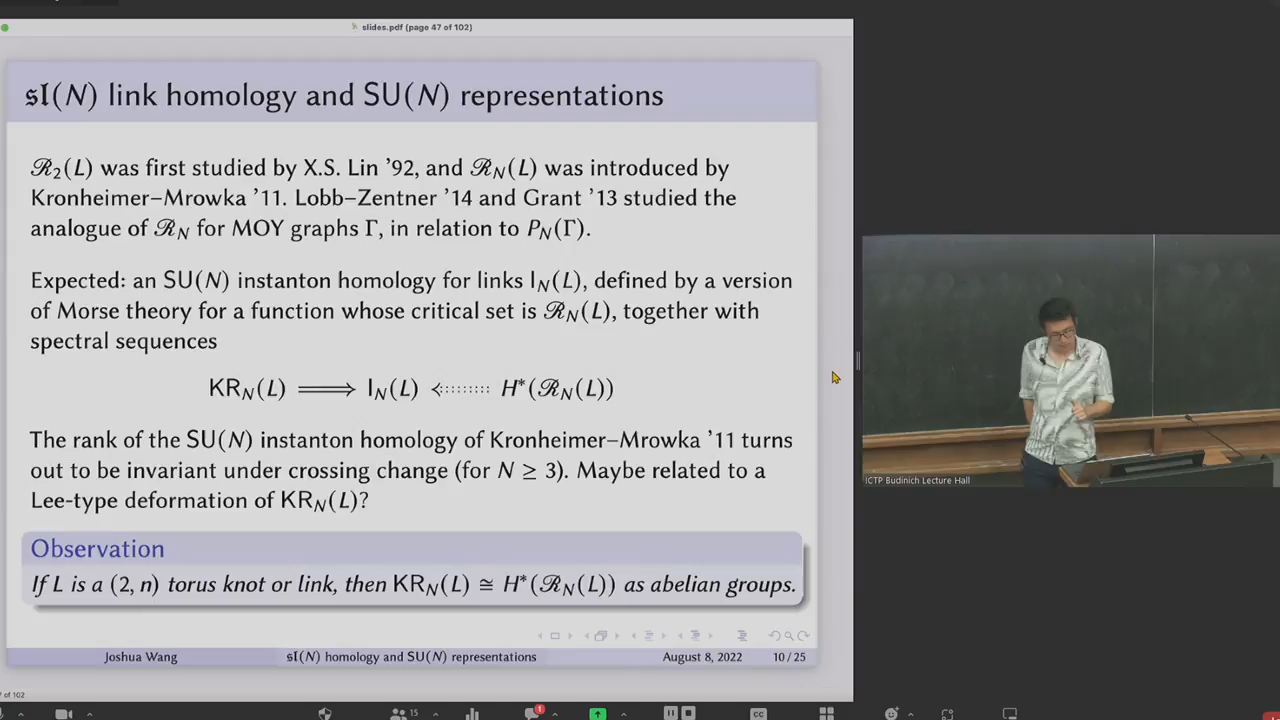 slides.pdf (page 47 of 102)
𝔰𝔩(N) link homology and SU(N) representations
ℛ₂(L) was first studied by X.S. Lin '92, and ℛ_N(L) was introduced by
Kronheimer–Mrowka '11. Lobb–Zentner '14 and Grant '13 studied the
analogue of ℛ_N for MOY graphs Γ, in relation to P_N(Γ).
Expected: an SU(N) instanton homology for links I_N(L), defined by a version
of Morse theory for a function whose critical set is ℛ_N(L), together with
spectral sequences
KR_N(L) ⟹ I_N(L) ⇠ H*(ℛ_N(L))
The rank of the SU(N) instanton homology of Kronheimer–Mrowka '11 turns
out to be invariant under crossing change (for N ≥ 3). Maybe related to a
Lee-type deformation of KR_N(L)?
Observation
If L is a (2, n) torus knot or link, then KR_N(L) ≅ H*(ℛ_N(L)) as abelian groups.
Joshua Wang 𝔰𝔩(N) homology and SU(N) representations August 8, 2022 10 / 25
7 of 102
ICTP Budinich Lecture Hall
15
1
CC